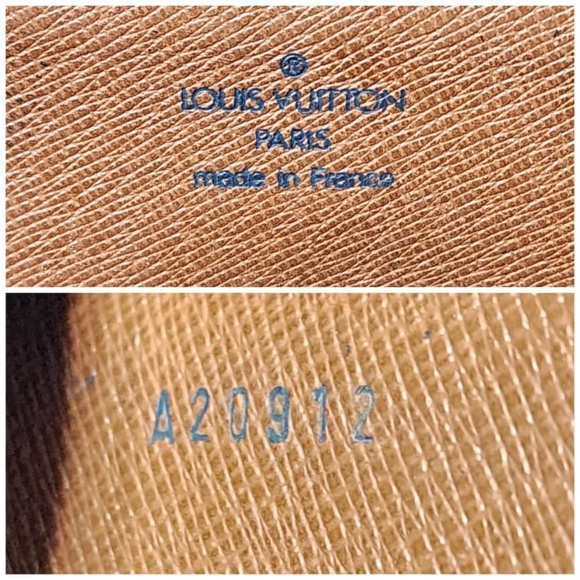 ®
LOUIS VUITTON
PARIS
made in France
A20912